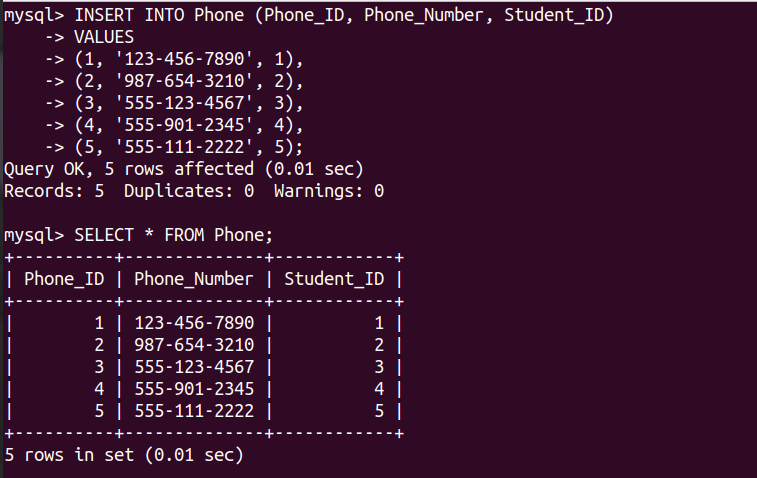 mysql> INSERT INTO Phone (Phone_ID, Phone_Number, Student_ID)
    -> VALUES
    -> (1, '123-456-7890', 1),
    -> (2, '987-654-3210', 2),
    -> (3, '555-123-4567', 3),
    -> (4, '555-901-2345', 4),
    -> (5, '555-111-2222', 5);
Query OK, 5 rows affected (0.01 sec)
Records: 5  Duplicates: 0  Warnings: 0

mysql> SELECT * FROM Phone;
+----------+--------------+------------+
| Phone_ID | Phone_Number | Student_ID |
+----------+--------------+------------+
|        1 | 123-456-7890 |          1 |
|        2 | 987-654-3210 |          2 |
|        3 | 555-123-4567 |          3 |
|        4 | 555-901-2345 |          4 |
|        5 | 555-111-2222 |          5 |
+----------+--------------+------------+
5 rows in set (0.01 sec)